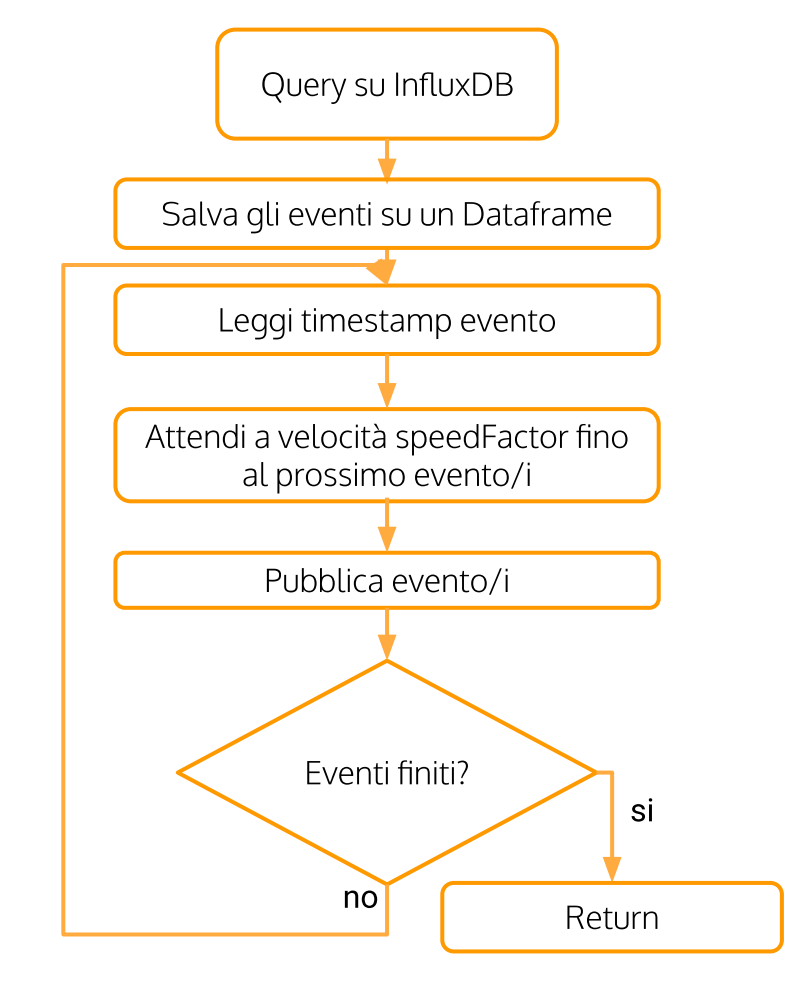 Query su InfluxDB
Salva gli eventi su un Dataframe
Leggi timestamp evento
Attendi a velocità speedFactor fino
al prossimo evento/i
Pubblica evento/i
Eventi finiti?
si
no
Return